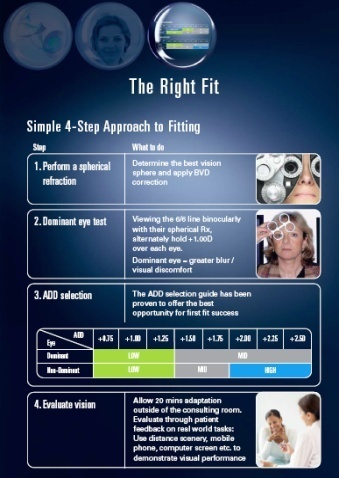 The Right Fit
Simple 4-Step Approach to Fitting
Step What to do
1. Perform a spherical
refraction
Determine the best vision
sphere and apply BVD
correction
2. Dominant eye test
Viewing the 6/6 line binocularly
with their spherical Rx,
alternately hold +1.00D
over each eye.
Dominant eye = greater blur /
visual discomfort
3. ADD selection
The ADD selection guide has been
proven to offer the best
opportunity for first fit success
ADD
Eye
+0.75 +1.00 +1.25 +1.50 +1.75 +2.00 +2.25 +2.50
Dominant LOW MID
Non-Dominant LOW MID HIGH
4. Evaluate vision
Allow 20 mins adaptation
outside of the consulting room.
Evaluate through patient
feedback on real world tasks:
Use distance scenery, mobile
phone, computer screen etc. to
demonstrate visual performance